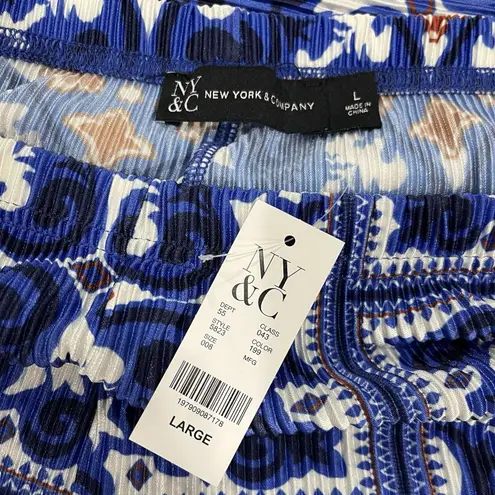 NY
&C
NEW YORK & COMPANY
L
MADE IN
CHINA
NY
&C
DEPT
55
CLASS
043
STYLE
5823
COLOR
199
SIZE
008
MFG
197909087178
LARGE